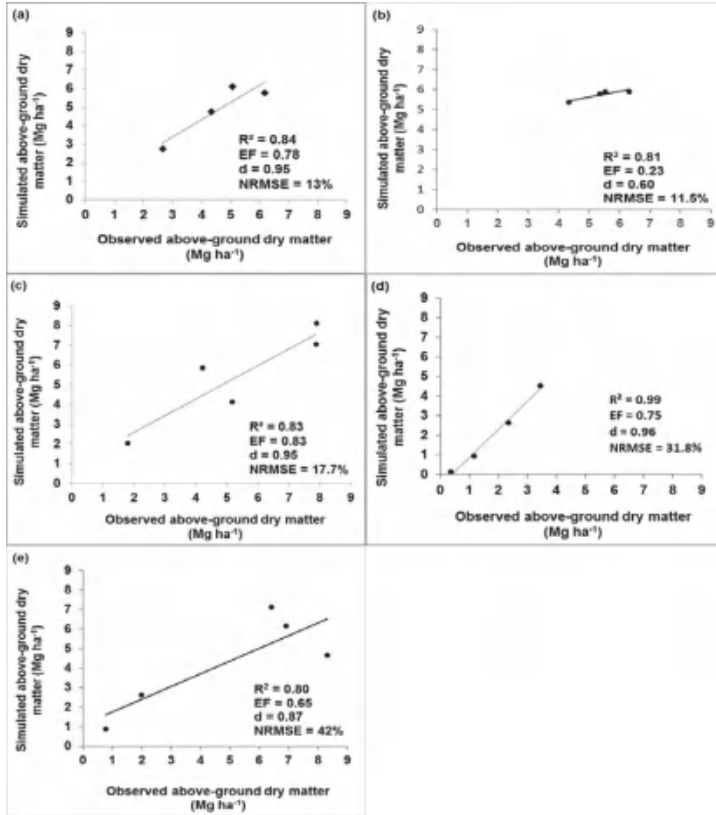 (a)
Simulated above-ground dry
matter (Mg ha⁻¹)
9
8
7
6
5
4
3
2
1
0
R² = 0.84
EF = 0.78
d = 0.95
NRMSE = 13%
0 1 2 3 4 5 6 7 8 9
Observed above-ground dry matter
(Mg ha⁻¹)
(b)
Simulated above-ground dry
matter (Mg ha⁻¹)
9
8
7
6
5
4
3
2
1
0
R² = 0.81
EF = 0.23
d = 0.60
NRMSE = 11.5%
0 1 2 3 4 5 6 7 8 9
Observed above-ground dry matter
(Mg ha⁻¹)
(c)
Simulated above-ground dry
matter (Mg ha⁻¹)
9
8
7
6
5
4
3
2
1
0
R² = 0.83
EF = 0.83
d = 0.95
NRMSE = 17.7%
0 1 2 3 4 5 6 7 8 9
Observed above-ground dry matter
(Mg ha⁻¹)
(d)
Simulated above-ground dry
matter (Mg ha⁻¹)
9
8
7
6
5
4
3
2
1
0
R² = 0.99
EF = 0.75
d = 0.96
NRMSE = 31.8%
0 1 2 3 4 5 6 7 8 9
Observed above-ground dry matter
(Mg ha⁻¹)
(e)
Simulated above-ground dry
matter (Mg ha⁻¹)
9
8
7
6
5
4
3
2
1
0
R² = 0.80
EF = 0.65
d = 0.87
NRMSE = 42%
0 1 2 3 4 5 6 7 8 9
Observed above-ground dry matter
(Mg ha⁻¹)